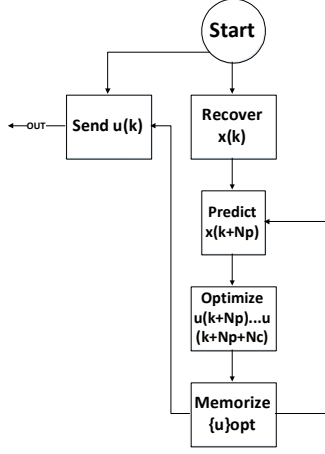 Start
OUT
Send u(k)
Recover
x(k)
Predict
x(k+Np)
Optimize
u(k+Np)...u
(k+Np+Nc)
Memorize
{u}opt